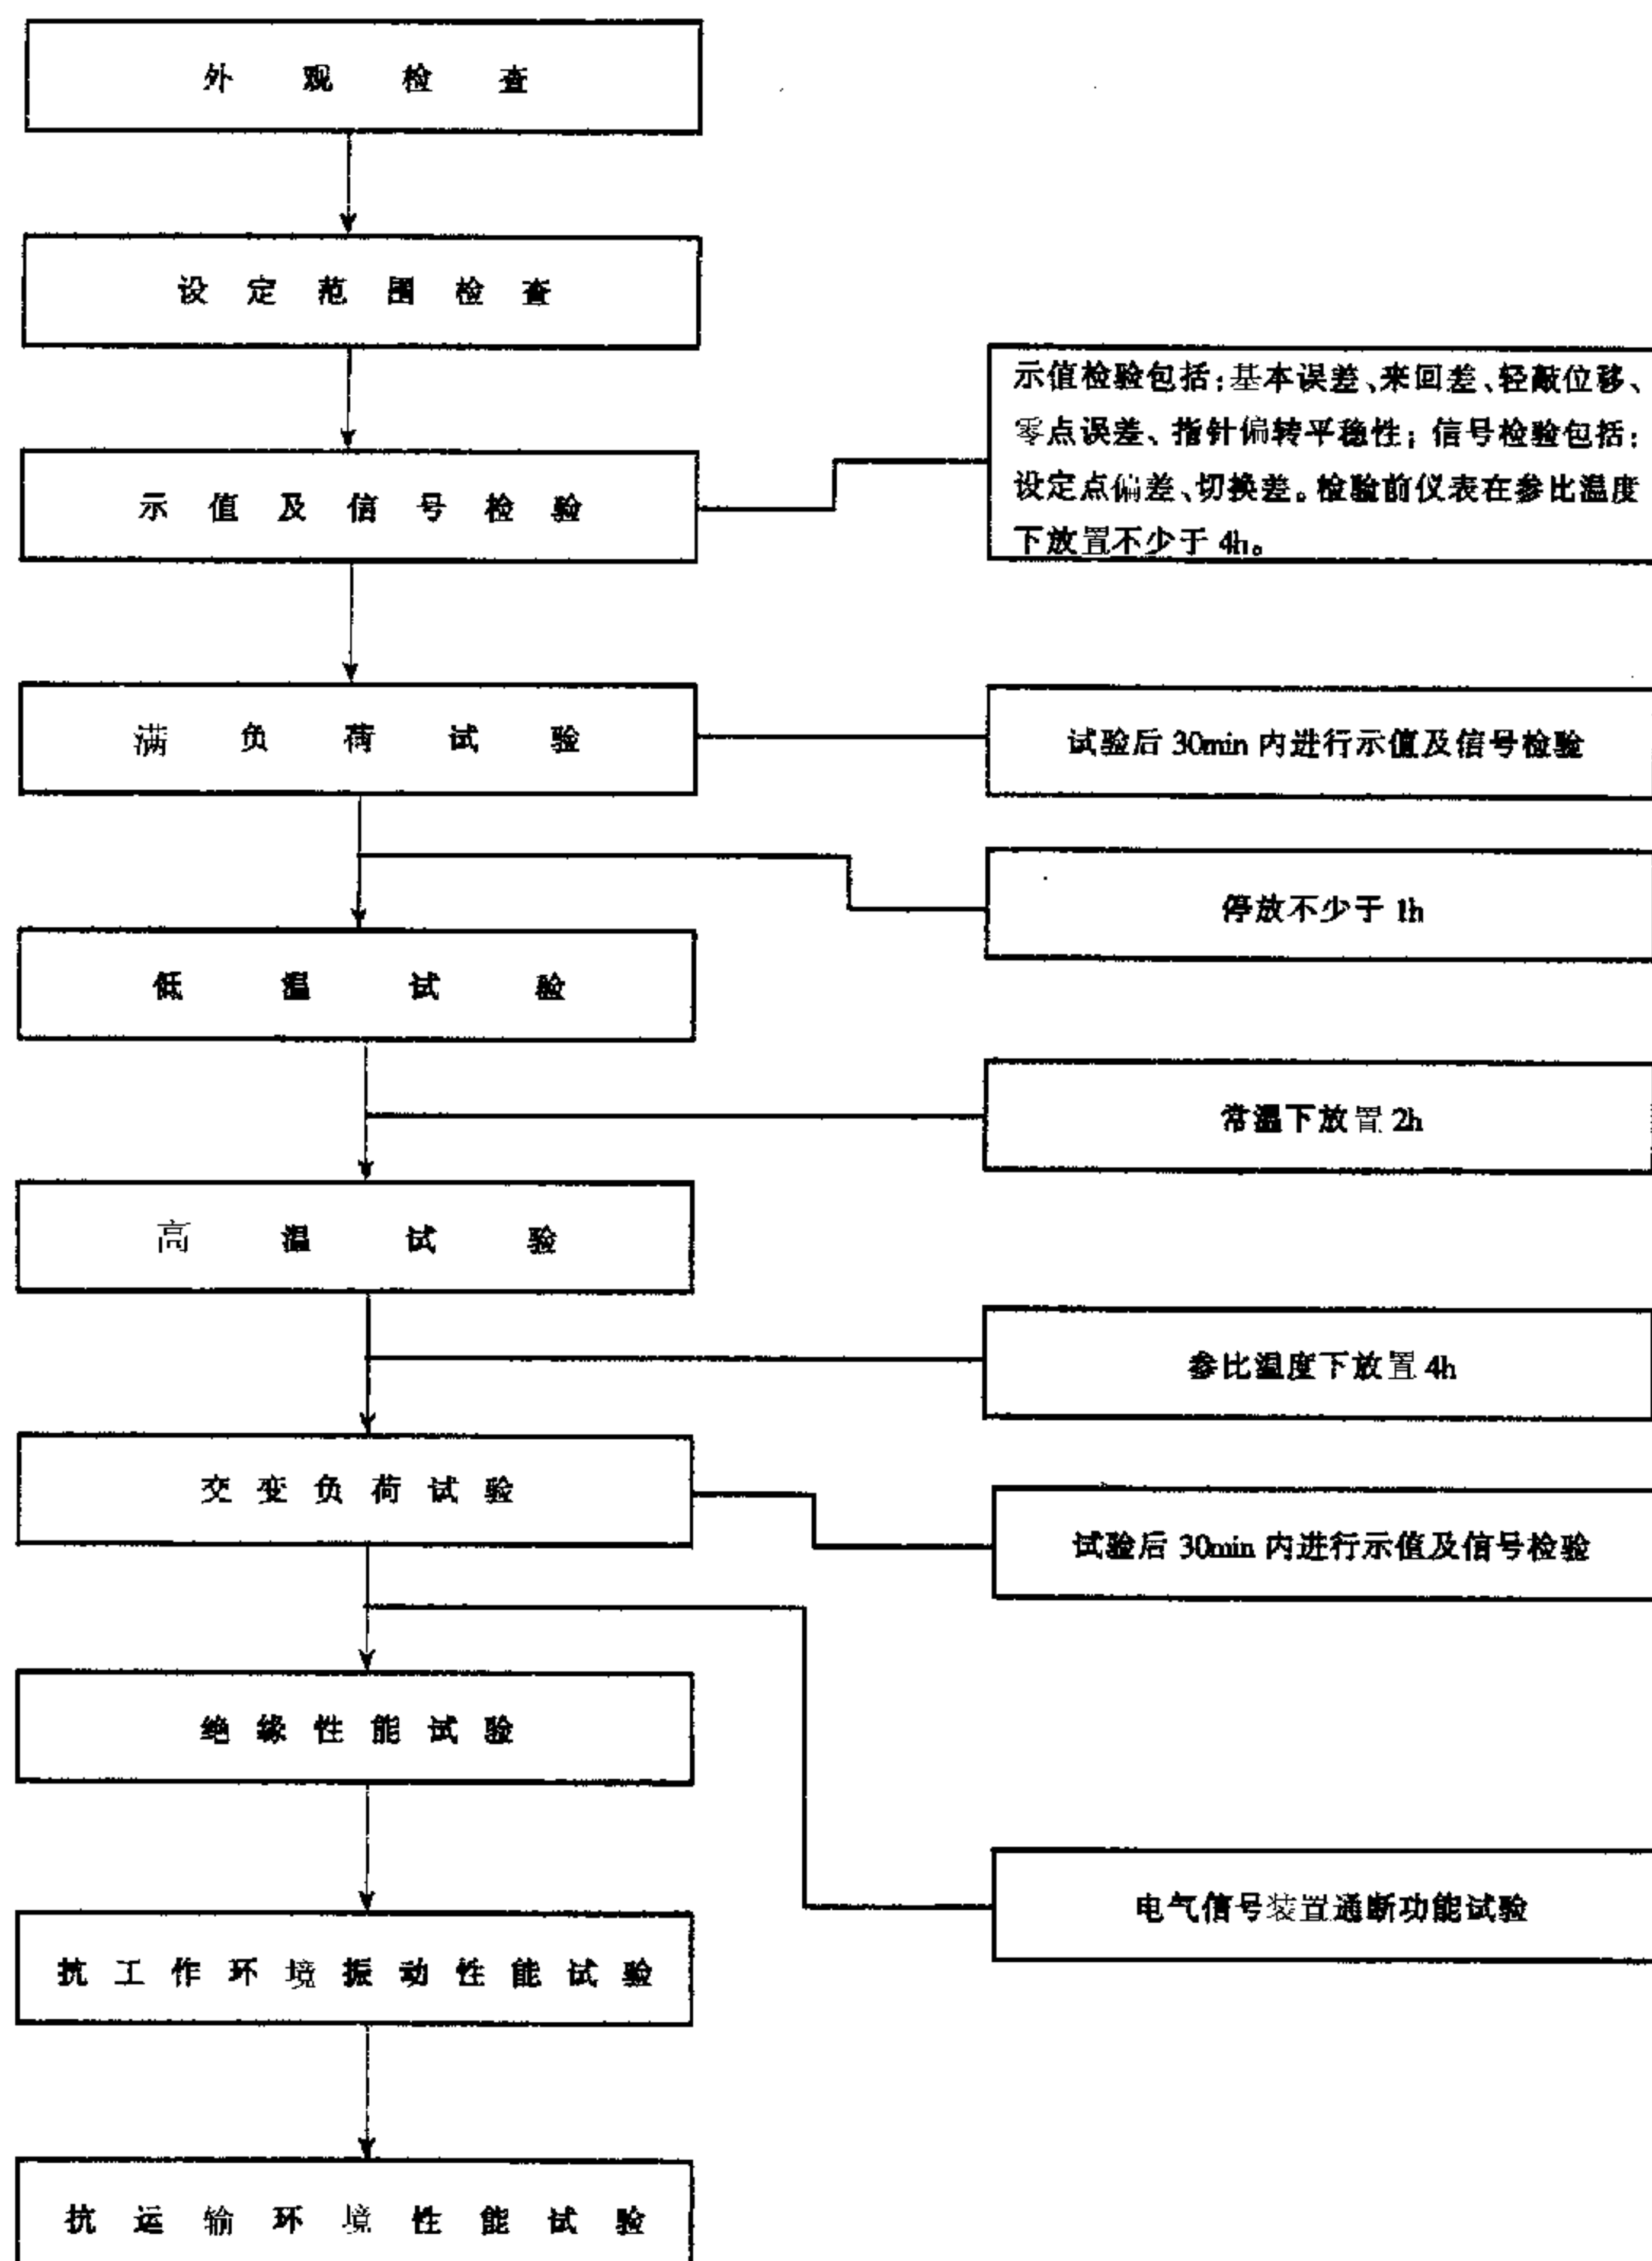 外观检查
设定范围检查
示值检验包括:基本误差、来回差、轻敲位移、
零点误差、指针偏转平稳性;信号检验包括:
设定点偏差、切换差。检验前仪表在参比温度
下放置不少于4h。
示值及信号检验
满负荷试验
试验后30min内进行示值及信号检验
停放不少于1h
低温试验
常温下放置2h
高温试验
参比温度下放置4h
交变负荷试验
试验后30min内进行示值及信号检验
绝缘性能试验
电气信号装置通断功能试验
抗工作环境振动性能试验
抗运输环境性能试验